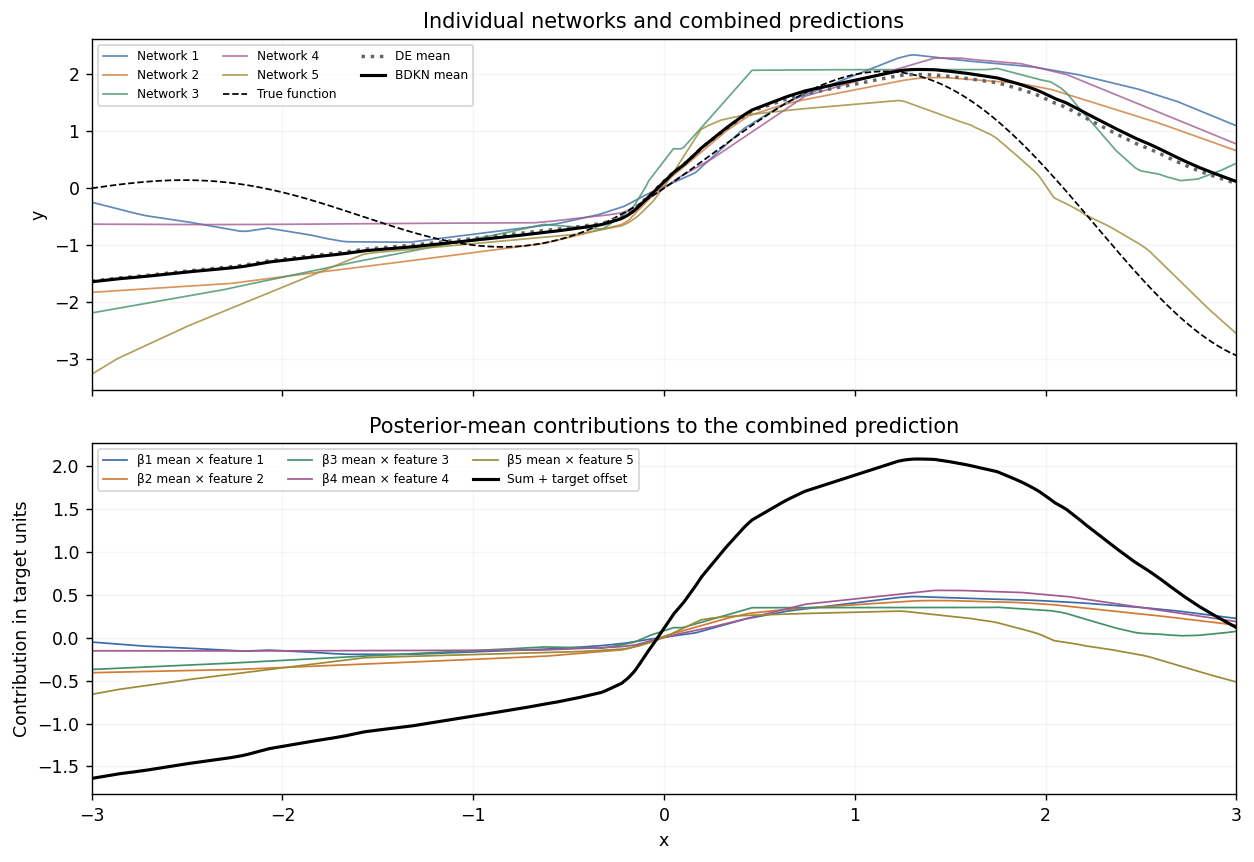 Individual networks and combined predictions
Network 1 Network 4 DE mean
Network 2 Network 5 BDKN mean
Network 3 True function
2
1
0
−1
−2
−3
y
Posterior-mean contributions to the combined prediction
β1 mean × feature 1 β3 mean × feature 3 β5 mean × feature 5
β2 mean × feature 2 β4 mean × feature 4 Sum + target offset
2.0
1.5
1.0
0.5
0.0
−0.5
−1.0
−1.5
Contribution in target units
−3 −2 −1 0 1 2 3
x